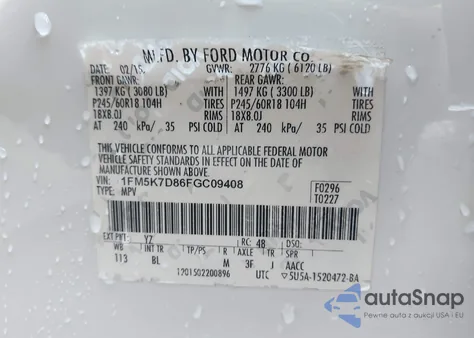 MFD. BY FORD MOTOR CO.
DATE: 02/15 GVWR: 2776 KG ( 6120 LB)
FRONT GAWR: REAR GAWR:
1397 KG ( 3080 LB) WITH 1497 KG ( 3300 LB) WITH
P245/60R18 104H TIRES P245/60R18 104H TIRES
18X8.0J RIMS 18X8.0J RIMS
AT 240 kPa/ 35 PSI COLD AT 240 kPa/ 35 PSI COLD
THIS VEHICLE CONFORMS TO ALL APPLICABLE FEDERAL MOTOR
VEHICLE SAFETY STANDARDS IN EFFECT ON THE DATE OF
MANUFACTURE SHOWN ABOVE.
VIN: 1FM5K7D86FGC09408 F0296
TYPE: MPV T0227
EXT PNT: YZ RC: 48 DSO:
WB INT TR TP/PS R AXLE TR SPR
113 BL M 3F J AACC
1201502200896 UTC 5U5A-1520472-BA
autoSnap
Pewne auta z USA i EU